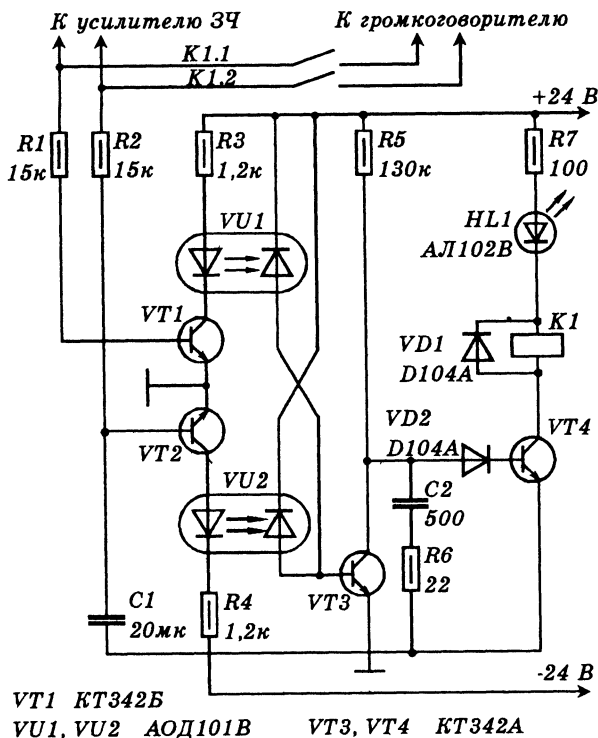 К усилителю ЗЧ
К громкоговорителю
K1.1
K1.2
+24 В
R1
15к
R2
15к
R3
1,2к
R5
130к
R7
100
VU1
HL1
АЛ102В
VT1
K1
VD1
D104A
VT2
VD2
D104A
VT4
VU2
C2
500
R6
22
VT3
C1
20мк
R4
1,2к
-24 В
VT1 КТ342Б
VU1, VU2 АОД101В
VT3, VT4 КТ342А